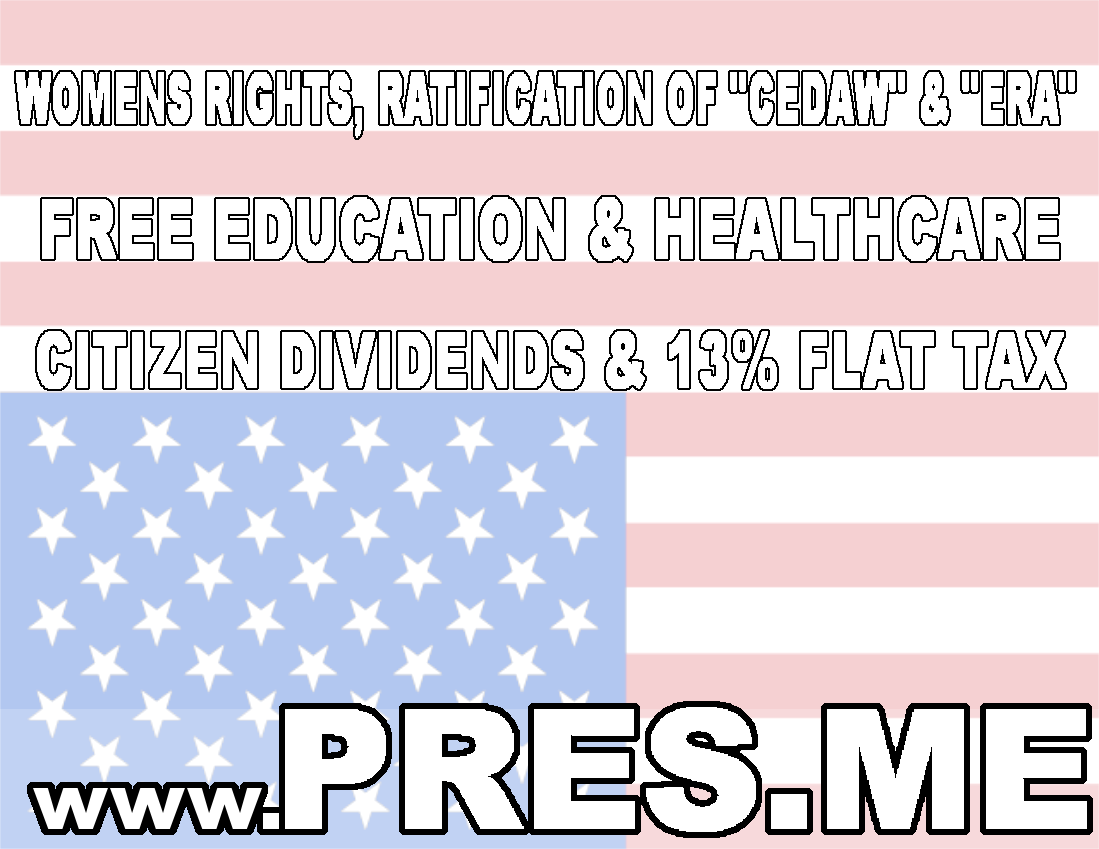 WOMENS RIGHTS, RATIFICATION OF "CEDAW" & "ERA"
FREE EDUCATION & HEALTHCARE
CITIZEN DIVIDENDS & 13% FLAT TAX
www.PRES.ME